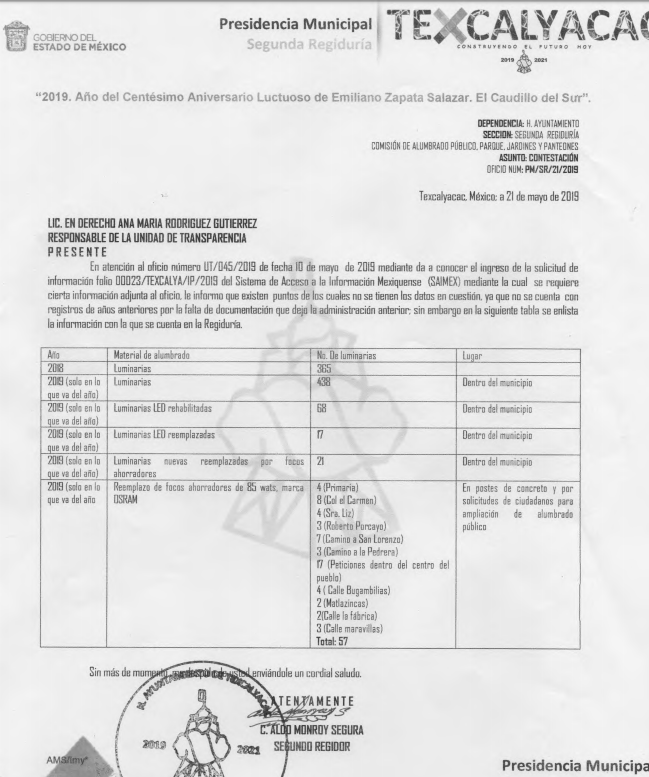 GOBIERNO DEL
ESTADO DE MÉXICO
Presidencia Municipal
Segunda Regiduría
TEXCALYACAC
CONSTRUYENDO EL FUTURO HOY
2019 2021
"2019. Año del Centésimo Aniversario Luctuoso de Emiliano Zapata Salazar. El Caudillo del Sur".
DEPENDENCIA: H. AYUNTAMIENTO
SECCION: SEGUNDA REGIDURÍA
COMISIÓN DE ALUMBRADO PÚBLICO, PARQUE, JARDINES Y PANTEONES
ASUNTO: CONTESTACIÓN
OFICIO NUM: PM/SR/21/2019
Texcalyacac, México; a 21 de mayo de 2019
LIC. EN DERECHO ANA MARIA RODRIGUEZ GUTIERREZ
RESPONSABLE DE LA UNIDAD DE TRANSPARENCIA
P R E S E N T E
En atención al oficio número UT/045/2019 de fecha 10 de mayo de 2019 mediante da a conocer el ingreso de la solicitud de
información folio 00023/TEXCALYA/IP/2019 del Sistema de Acceso a la Información Mexiquense (SAIMEX) mediante la cual se requiere
cierta información adjunta al oficio, le informo que existen puntos de los cuales no se tienen los datos en cuestión, ya que no se cuenta con
registros de años anteriores por la falta de documentación que dejo la administración anterior; sin embargo en la siguiente tabla se enlista
la información con la que se cuenta en la Regiduría.
Año Material de alumbrado No. De luminarias Lugar
2018 Luminarias 365
2019 (solo en lo Luminarias 438 Dentro del municipio
que va del año)
2019 (solo en lo Luminarias LED rehabilitadas 68 Dentro del municipio
que va del año)
2019 (solo en lo Luminarias LED reemplazadas 17 Dentro del municipio
que va del año)
2019 (solo en lo Luminarias nuevas reemplazadas por focos 21 Dentro del municipio
que va del año) ahorradores
2019 (solo en lo Reemplazo de focos ahorradores de 85 wats, marca 4 (Primaria) En postes de concreto y por
que va del año OSRAM 8 (Col el Carmen) solicitudes de ciudadanos para
4 (Sra. Liz) ampliación de alumbrado
3 (Roberto Purcayo) público
7 (Camino a San Lorenzo)
3 (Camino a la Pedrera)
17 (Peticiones dentro del centro del
pueblo)
4 ( Calle Bugambilias)
2 (Matlazincas)
2(Calle la fábrica)
3 (Calle maravillas)
Total: 57
Sin más de momento, me despido de usted enviándole un cordial saludo.
H. AYUNTAMIENTO DE TEXCALYACAC
2019 2021
ATENTAMENTE
C. ALDO MONROY SEGURA
SEGUNDO REGIDOR
Presidencia Municipa